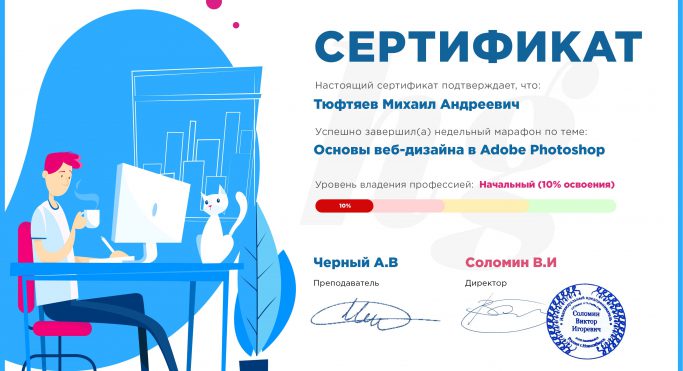 СЕРТИФИКАТ
Настоящий сертификат подтверждает, что:
Тюфтяев Михаил Андреевич
Успешно завершил(а) недельный марафон по теме:
Основы веб-дизайна в Adobe Photoshop
Уровень владения профессией: Начальный (10% освоения)
10%
Черный А.В Соломин В.И
Преподаватель Директор
Соломин
Виктор
Игоревич